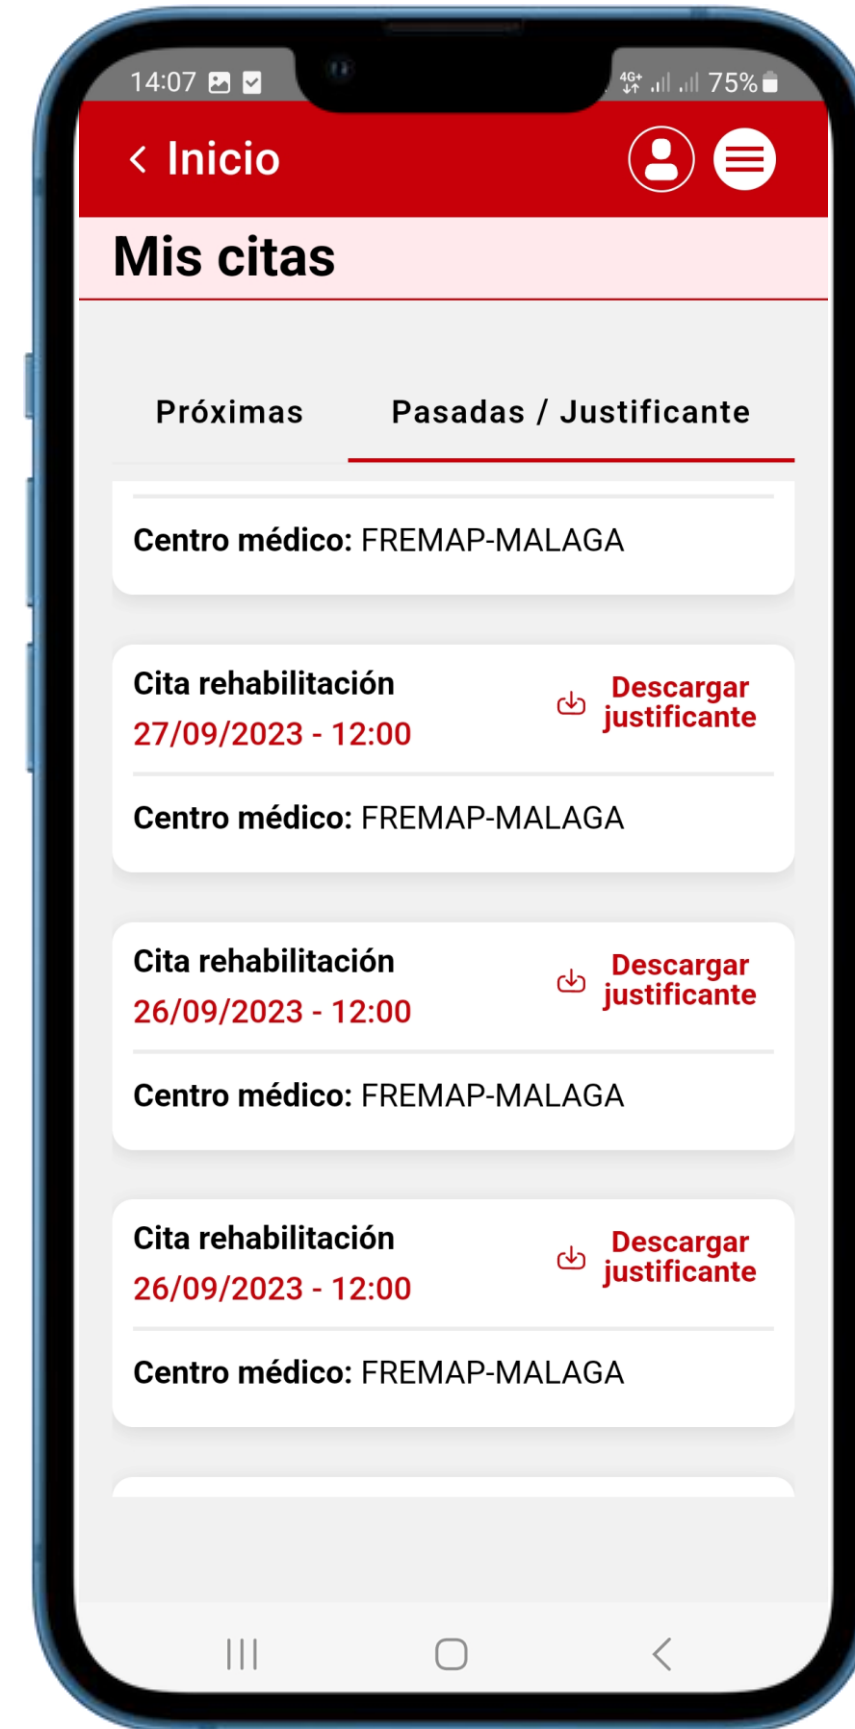 14:07 4G+ 75%
< Inicio
Mis citas
Próximas Pasadas / Justificante
Centro médico: FREMAP-MALAGA
Cita rehabilitación
27/09/2023 - 12:00
Descargar
justificante
Centro médico: FREMAP-MALAGA
Cita rehabilitación
26/09/2023 - 12:00
Descargar
justificante
Centro médico: FREMAP-MALAGA
Cita rehabilitación
26/09/2023 - 12:00
Descargar
justificante
Centro médico: FREMAP-MALAGA